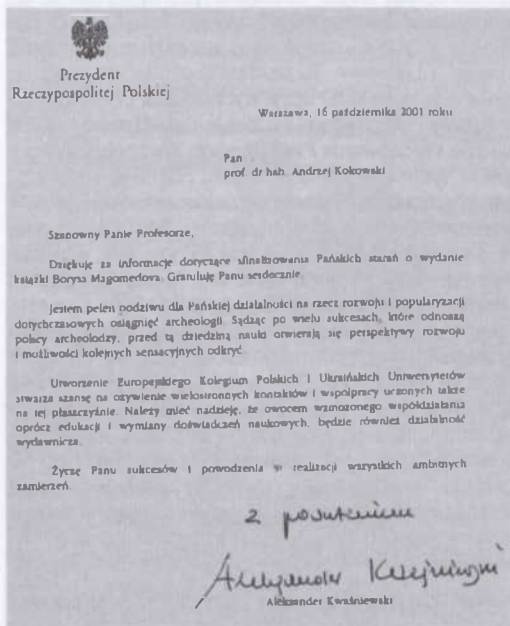 Prezydent
Rzeczypospolitej Polskiej
Warszawa, 16 października 2001 roku
Pan
prof. dr hab. Andrzej Kokowski
Szanowny Panie Profesorze,
Dziękuję za informacje dotyczące sfinalizowania Pańskich starań o wydanie
książki Borysa Magomedova. Gratuluję Panu serdecznie.
Jestem pełen podziwu dla Pańskiej działalności na rzecz rozwoju i popularyzacji
dotychczasowych osiągnięć archeologii. Sądząc po wielu sukcesach, które odnoszą
polscy archeolodzy, przed tą dziedziną nauki otwierają się perspektywy rozwoju
i możliwości kolejnych sensacyjnych odkryć.
Utworzenie Europejskiego Kolegium Polskich i Ukraińskich Uniwersytetów
stwarza szansę na ożywienie wielostronnych kontaktów i współpracy uczonych także
na tej płaszczyźnie. Należy mieć nadzieję, że owocem wzmożonego współdziałania
oprócz edukacji i wymiany doświadczeń naukowych, będzie również działalność
wydawnicza.
Życzę Panu sukcesów i powodzenia w realizacji wszystkich ambitnych
zamierzeń.
Z poważaniem
Aleksander Kwaśniewski
Aleksander Kwaśniewski